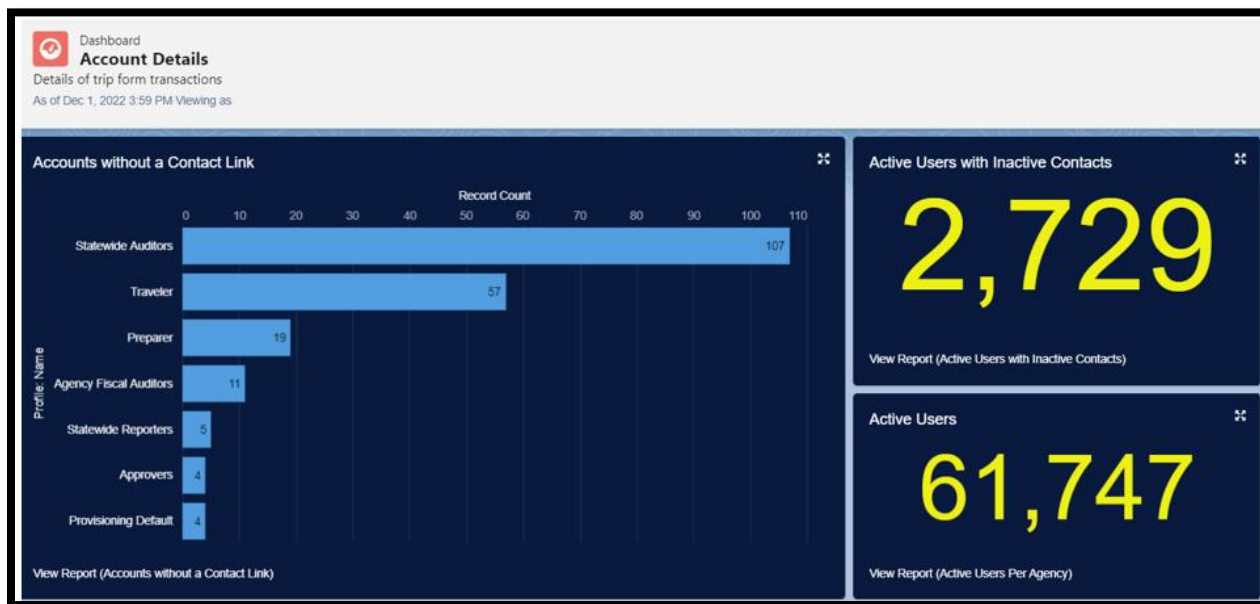 Dashboard
Account Details
Details of trip form transactions
As of Dec 1, 2022 3:59 PM·Viewing as
Accounts without a Contact Link
Record Count
0 10 20 30 40 50 60 70 80 90 100 110
Profile: Name
Statewide Auditors 107
Traveler 57
Preparer 19
Agency Fiscal Auditors 11
Statewide Reporters 5
Approvers 4
Provisioning Default 4
View Report (Accounts without a Contact Link)
Active Users with Inactive Contacts
2,729
View Report (Active Users with Inactive Contacts)
Active Users
61,747
View Report (Active Users Per Agency)